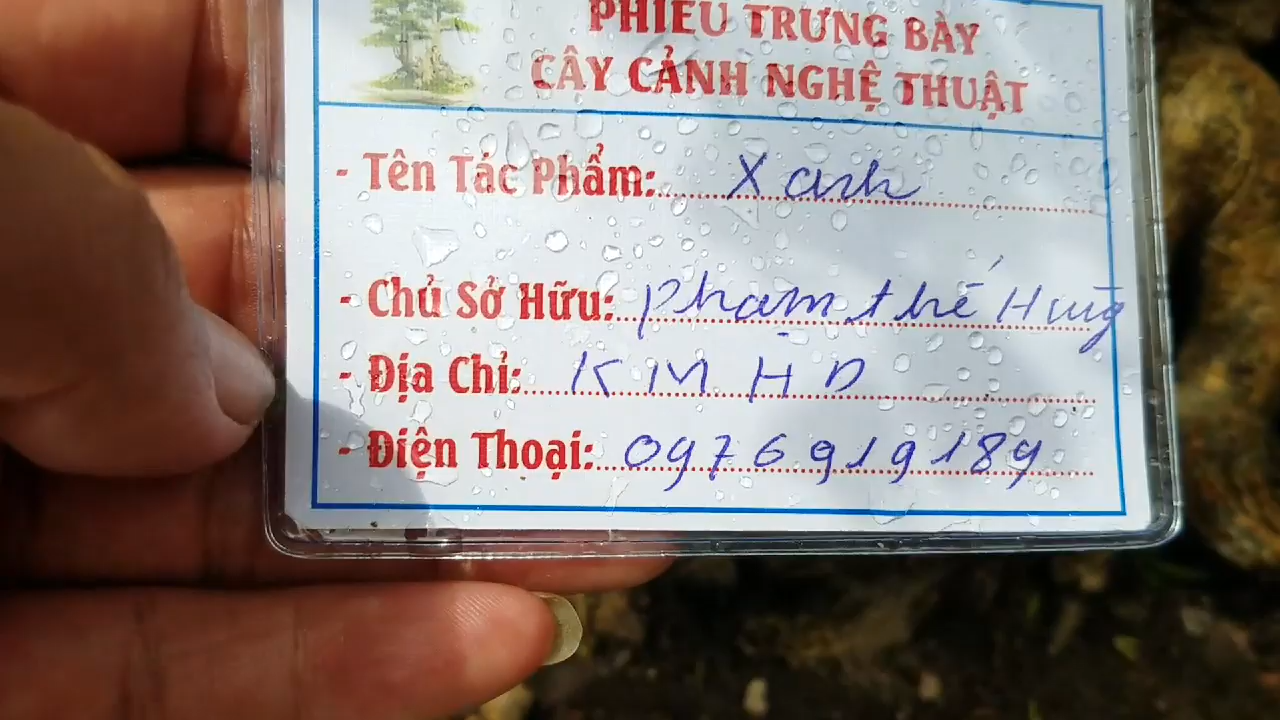 PHIẾU TRƯNG BÀY
CÂY CẢNH NGHỆ THUẬT
- Tên Tác Phẩm: Xanh
- Chủ Sở Hữu: Phạm thế Hưng
- Địa Chỉ: KM HD
- Điện Thoại: 0976919189